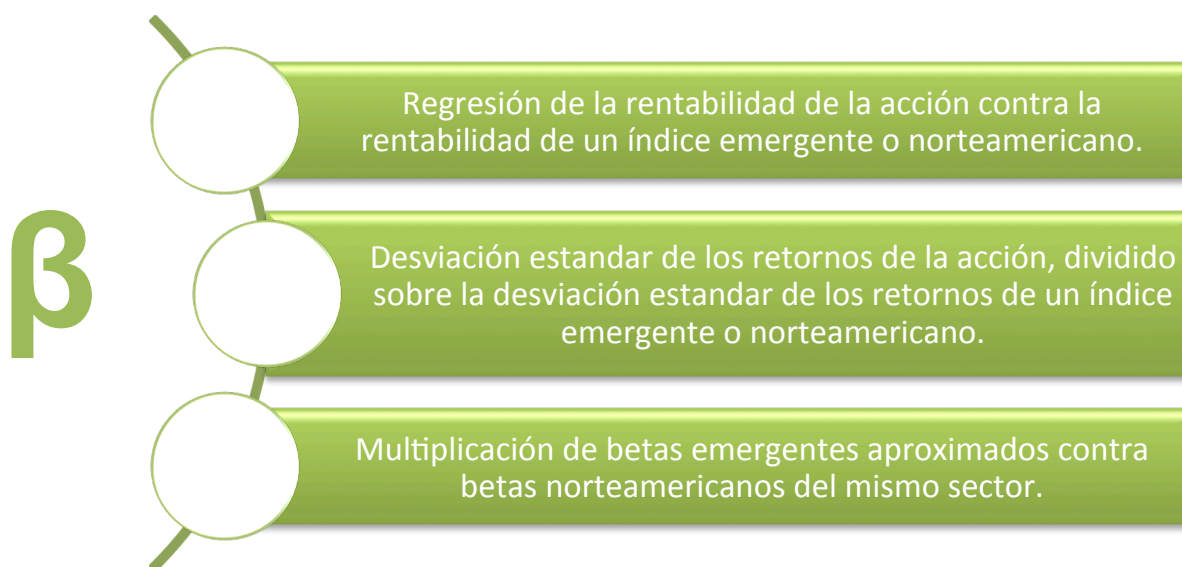 β
Regresión de la rentabilidad de la acción contra la
rentabilidad de un índice emergente o norteamericano.
Desviación estandar de los retornos de la acción, dividido
sobre la desviación estandar de los retornos de un índice
emergente o norteamericano.
Multiplicación de betas emergentes aproximados contra
betas norteamericanos del mismo sector.